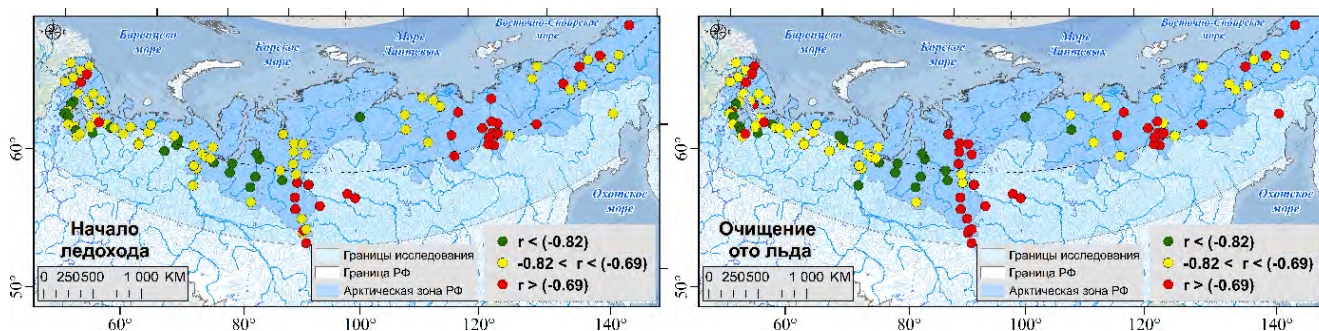 Баренцево
море
Карское
море
Море
Лаптевых
Восточно-Сибирское
море
Охотское
море
60°
50°
Начало
ледохода
0 250500 1 000 KM
Границы исследования
Граница РФ
Арктическая зона РФ
r < (-0.82)
-0.82 < r < (-0.69)
r > (-0.69)
60° 80° 100° 120° 140°
Баренцево
море
Карское
море
Море
Лаптевых
Восточно-Сибирское
море
Охотское
море
60°
50°
Очищение
ото льда
0 250500 1 000 KM
Границы исследования
Граница РФ
Арктическая зона РФ
r < (-0.82)
-0.82 < r < (-0.69)
r > (-0.69)
60° 80° 100° 120° 140°